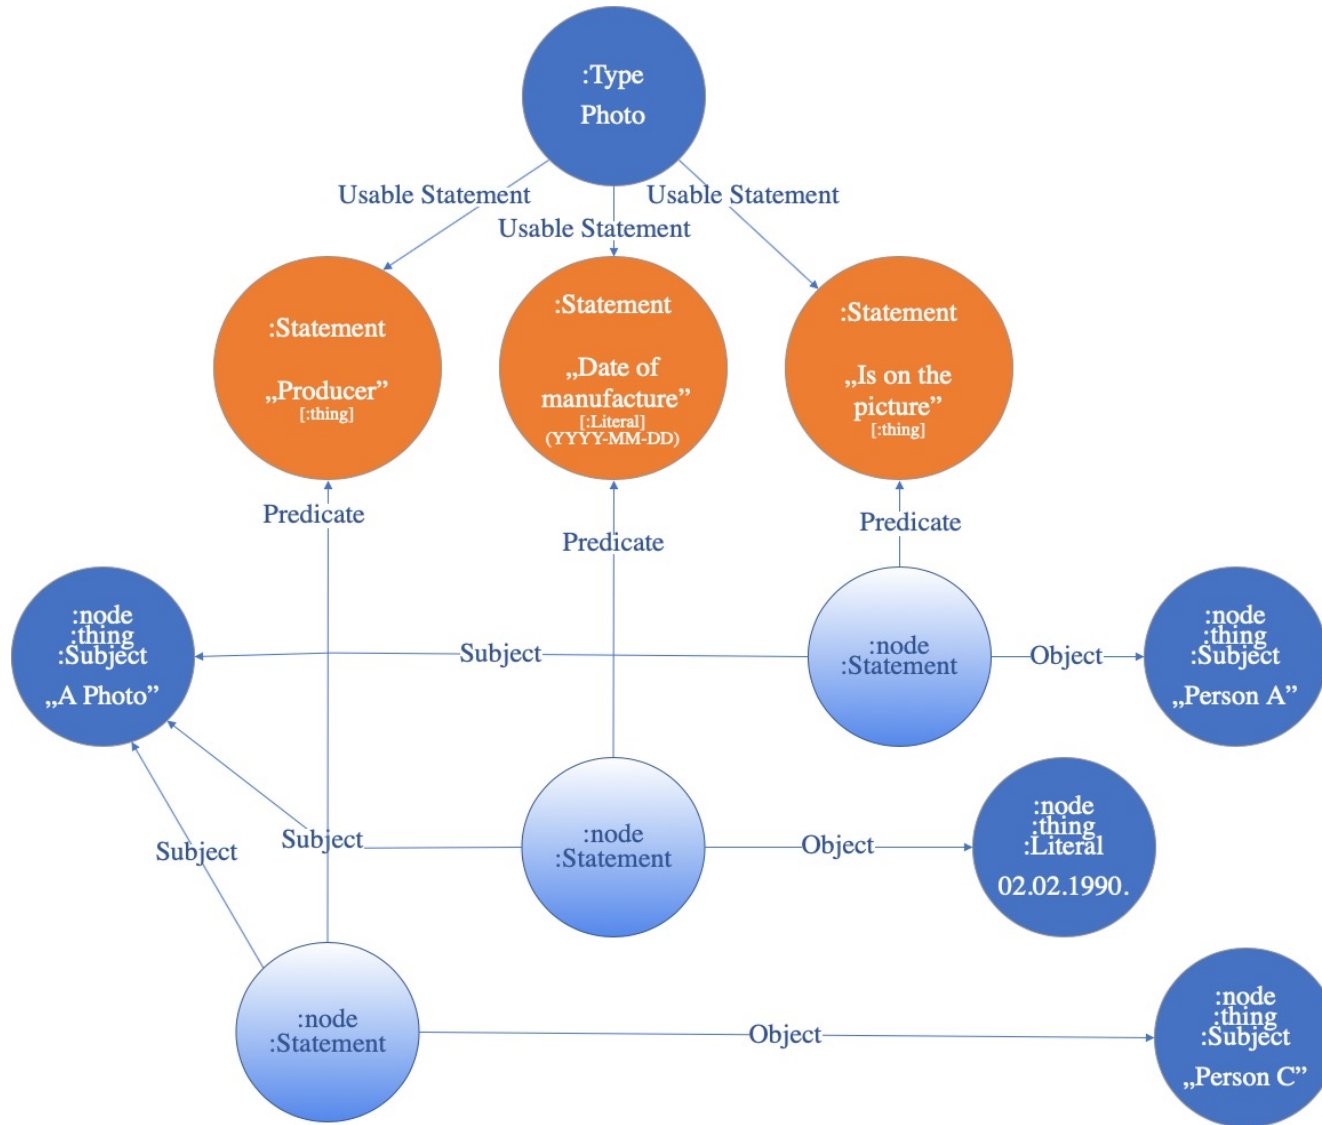 :Type
Photo
Usable Statement
Usable Statement
Usable Statement
:Statement
„Producer”
[:thing]
:Statement
„Date of
manufacture”
[:Literal]
(YYYY-MM-DD)
:Statement
„Is on the
picture”
[:thing]
Predicate
Predicate
Predicate
:node
:thing
:Subject
„A Photo”
Subject
:node
:Statement
Object
:node
:thing
:Subject
„Person A”
Subject
Subject
:node
:Statement
Object
:node
:thing
:Literal
02.02.1990.
:node
:Statement
Object
:node
:thing
:Subject
„Person C”